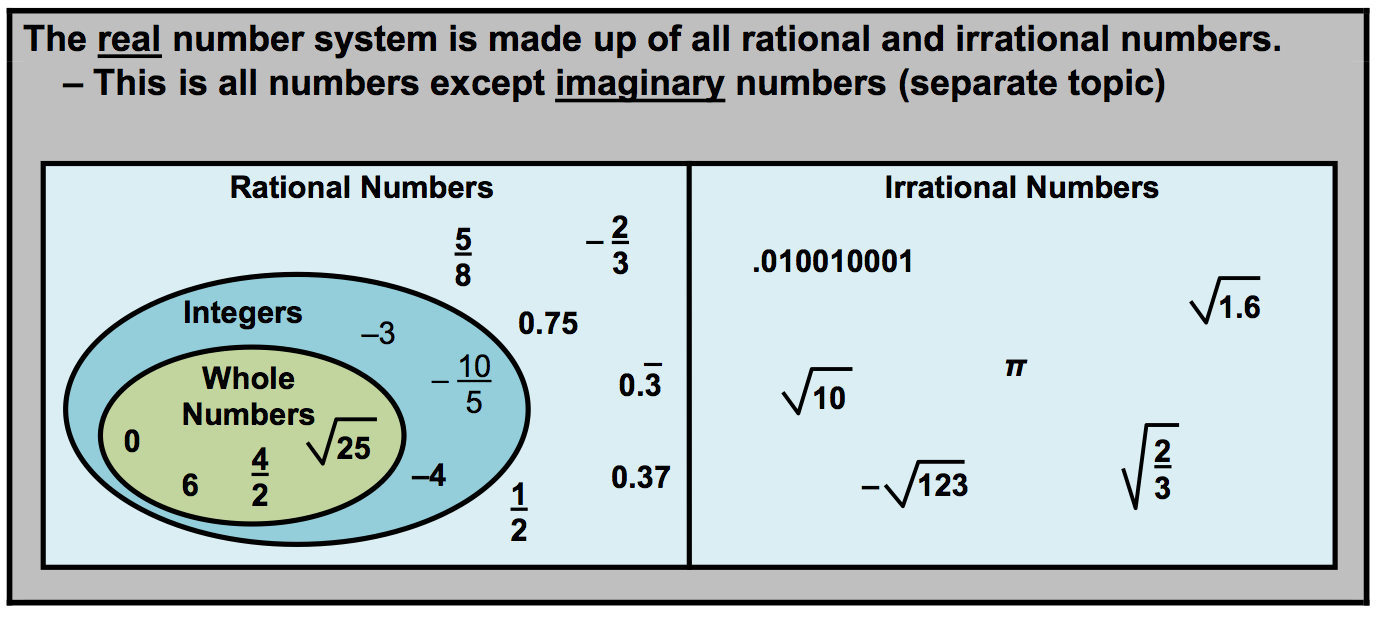 The real number system is made up of all rational and irrational numbers.
– This is all numbers except imaginary numbers (separate topic)
Rational Numbers
5/8
–2/3
Integers
–3
0.75
–10/5
0.3̅
Whole
Numbers
0
6
4/2
√25
–4
1/2
0.37
Irrational Numbers
.010010001
√1.6
π
√10
–√123
√(2/3)